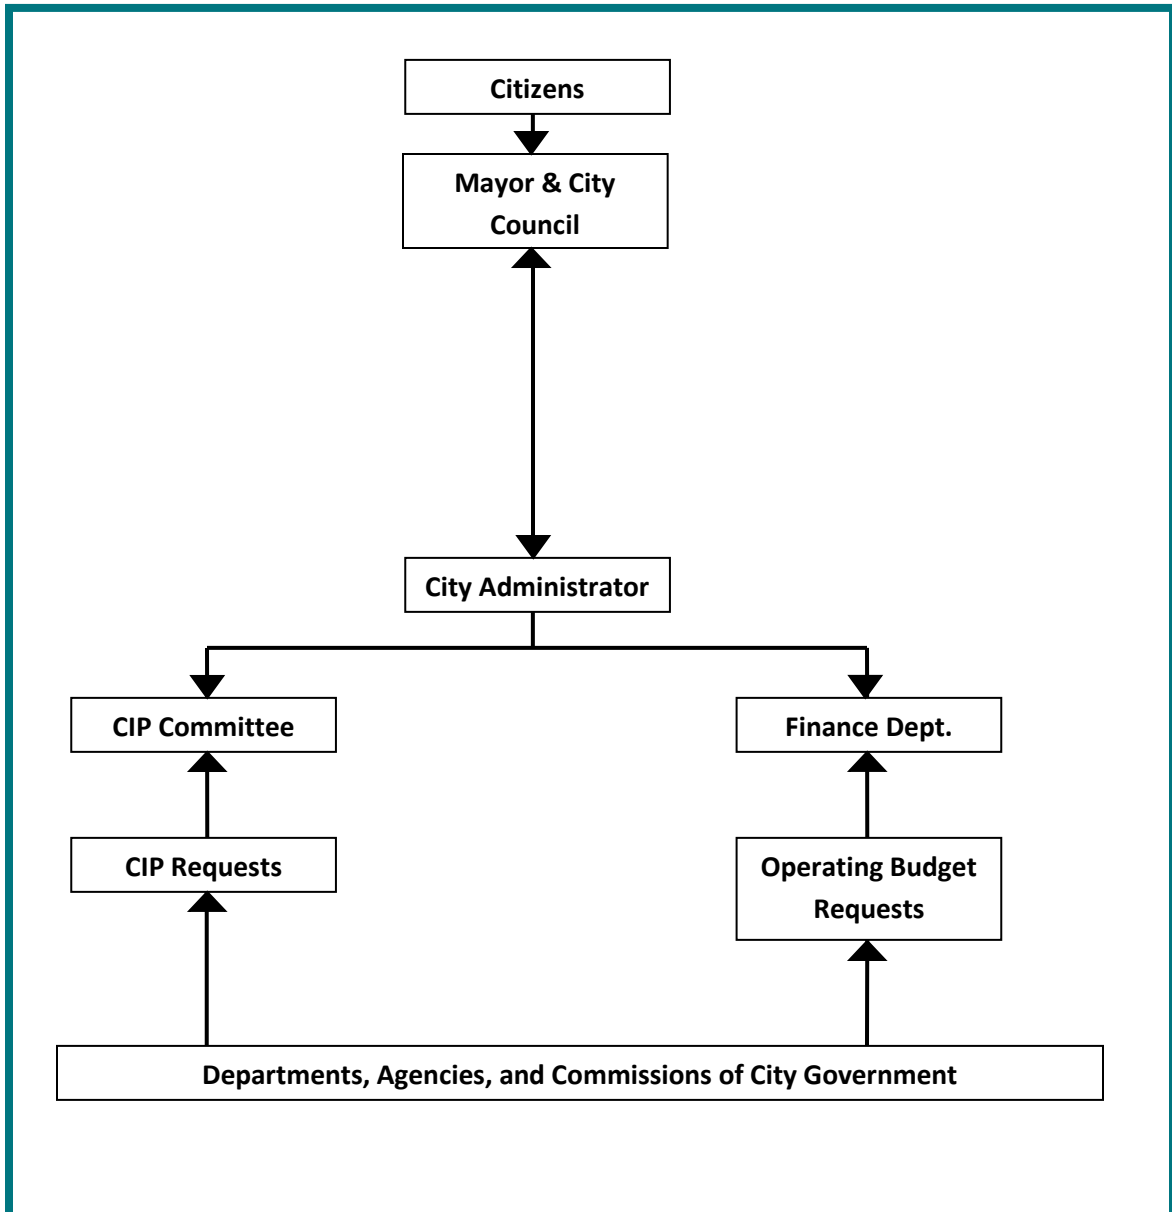 Citizens
Mayor & City
Council
City Administrator
CIP Committee
Finance Dept.
CIP Requests
Operating Budget
Requests
Departments, Agencies, and Commissions of City Government